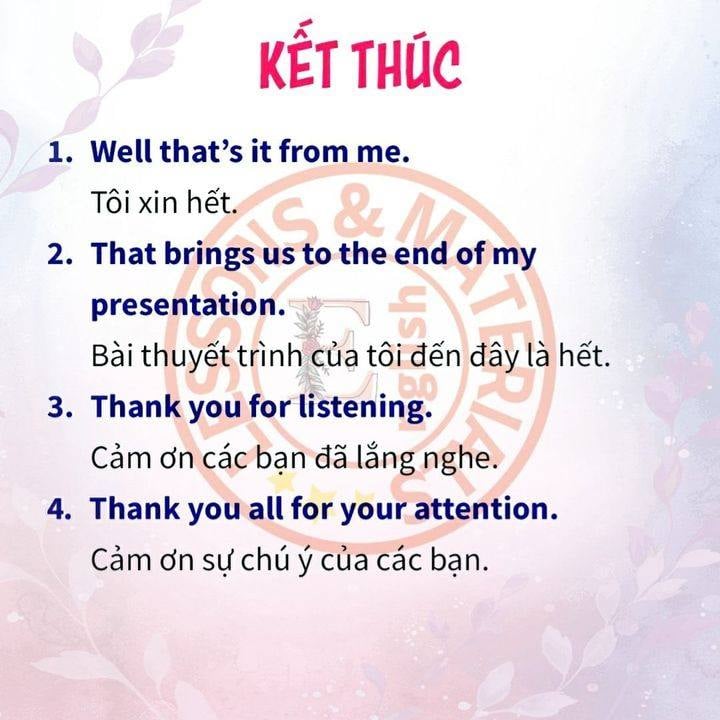 KẾT THÚC
1. Well that’s it from me.
Tôi xin hết.
2. That brings us to the end of my
presentation.
Bài thuyết trình của tôi đến đây là hết.
3. Thank you for listening.
Cảm ơn các bạn đã lắng nghe.
4. Thank you all for your attention.
Cảm ơn sự chú ý của các bạn.
LESSONS & MATERIALS
English